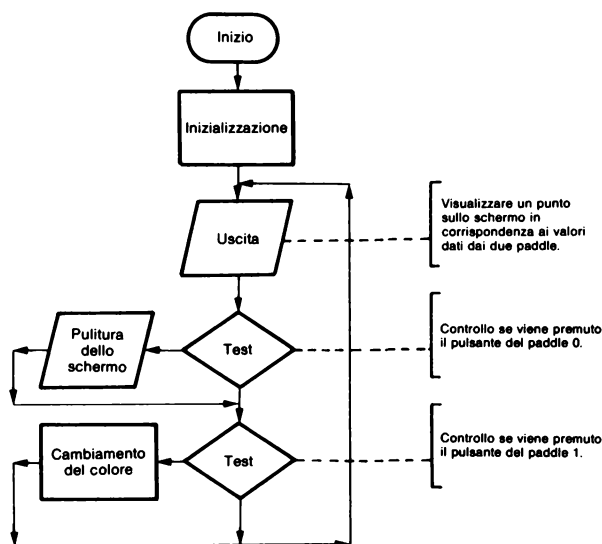 Inizio
Inizializzazione
Uscita
Visualizzare un punto
sullo schermo in
corrispondenza ai valori
dati dai due paddle.
Pulitura
dello
schermo
Test
Controllo se viene premuto
il pulsante del paddle 0.
Cambiamento
del colore
Test
Controllo se viene premuto
il pulsante del paddle 1.